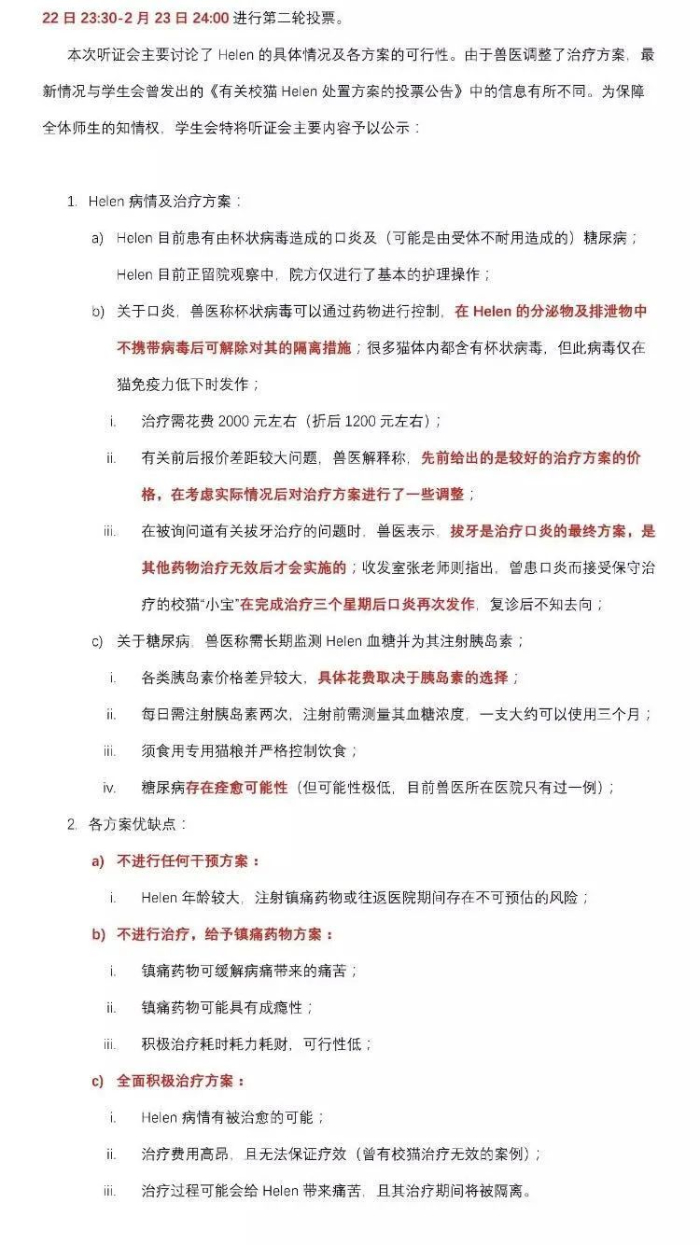 22 日 23:30-2 月 23 日 24:00 进行第二轮投票。
本次听证会主要讨论了 Helen 的具体情况及各方案的可行性。由于兽医调整了治疗方案，最
新情况与学生会曾发出的《有关校猫 Helen 处置方案的投票公告》中的信息有所不同。为保障
全体师生的知情权，学生会特将听证会主要内容予以公示：
1. Helen 病情及治疗方案：
a) Helen 目前患有由杯状病毒造成的口炎及（可能是由受体不耐用造成的）糖尿病；
Helen 目前正留院观察中，院方仅进行了基本的护理操作；
b) 关于口炎，兽医称杯状病毒可以通过药物进行控制，在 Helen 的分泌物及排泄物中
不携带病毒后可解除对其的隔离措施；很多猫体内都含有杯状病毒，但此病毒仅在
猫免疫力低下时发作；
i. 治疗需花费 2000 元左右（折后 1200 元左右）；
ii. 有关前后报价差距较大问题，兽医解释称，先前给出的是较好的治疗方案的价
格，在考虑实际情况后对治疗方案进行了一些调整；
iii. 在被询问道有关拔牙治疗的问题时，兽医表示，拔牙是治疗口炎的最终方案，是
其他药物治疗无效后才会实施的；收发室张老师则指出，曾患口炎而接受保守治
疗的校猫“小宝”在完成治疗三个星期后口炎再次发作，复诊后不知去向；
c) 关于糖尿病，兽医称需长期监测 Helen 血糖并为其注射胰岛素；
i. 各类胰岛素价格差异较大，具体花费取决于胰岛素的选择；
ii. 每日需注射胰岛素两次，注射前需测量其血糖浓度，一支大约可以使用三个月；
iii. 须食用专用猫粮并严格控制饮食；
iv. 糖尿病存在痊愈可能性（但可能性极低，目前兽医所在医院只有过一例）；
2. 各方案优缺点：
a) 不进行任何干预方案：
i. Helen 年龄较大，注射镇痛药物或往返医院期间存在不可预估的风险；
b) 不进行治疗，给予镇痛药物方案：
i. 镇痛药物可缓解病痛带来的痛苦；
ii. 镇痛药物可能具有成瘾性；
iii. 积极治疗耗时耗力耗财，可行性低；
c) 全面积极治疗方案：
i. Helen 病情有被治愈的可能；
ii. 治疗费用高昂，且无法保证疗效（曾有校猫治疗无效的案例）；
iii. 治疗过程可能会给 Helen 带来痛苦，且其治疗期间将被隔离。